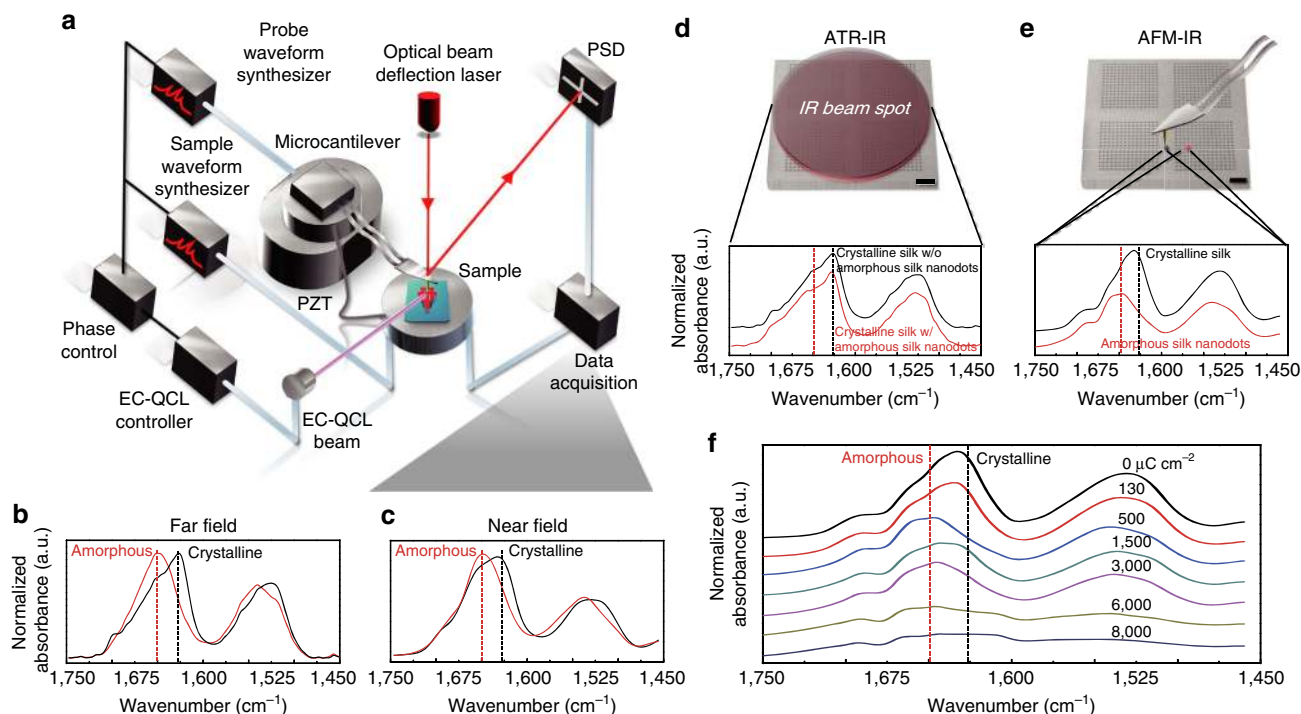 a
Probe
waveform
synthesizer
Optical beam
deflection laser
PSD
Sample
waveform
synthesizer
Microcantilever
Sample
PZT
Phase
control
EC-QCL
controller
EC-QCL
beam
Data
acquisition
b
Far field
Amorphous
Crystalline
Normalized
absorbance (a.u.)
1,750 1,675 1,600 1,525 1,450
Wavenumber (cm⁻¹)
c
Near field
Amorphous
Crystalline
1,750 1,675 1,600 1,525 1,450
Wavenumber (cm⁻¹)
d
ATR-IR
IR beam spot
Crystalline silk w/o
amorphous silk nanodots
Crystalline silk w/
amorphous silk nanodots
Normalized
absorbance (a.u.)
1,750 1,675 1,600 1,525 1,450
Wavenumber (cm⁻¹)
e
AFM-IR
Crystalline silk
Amorphous silk nanodots
1,750 1,675 1,600 1,525 1,450
Wavenumber (cm⁻¹)
f
Amorphous
Crystalline
0 μC cm⁻²
130
500
1,500
3,000
6,000
8,000
Normalized
absorbance (a.u.)
1,750 1,675 1,600 1,525 1,450
Wavenumber (cm⁻¹)